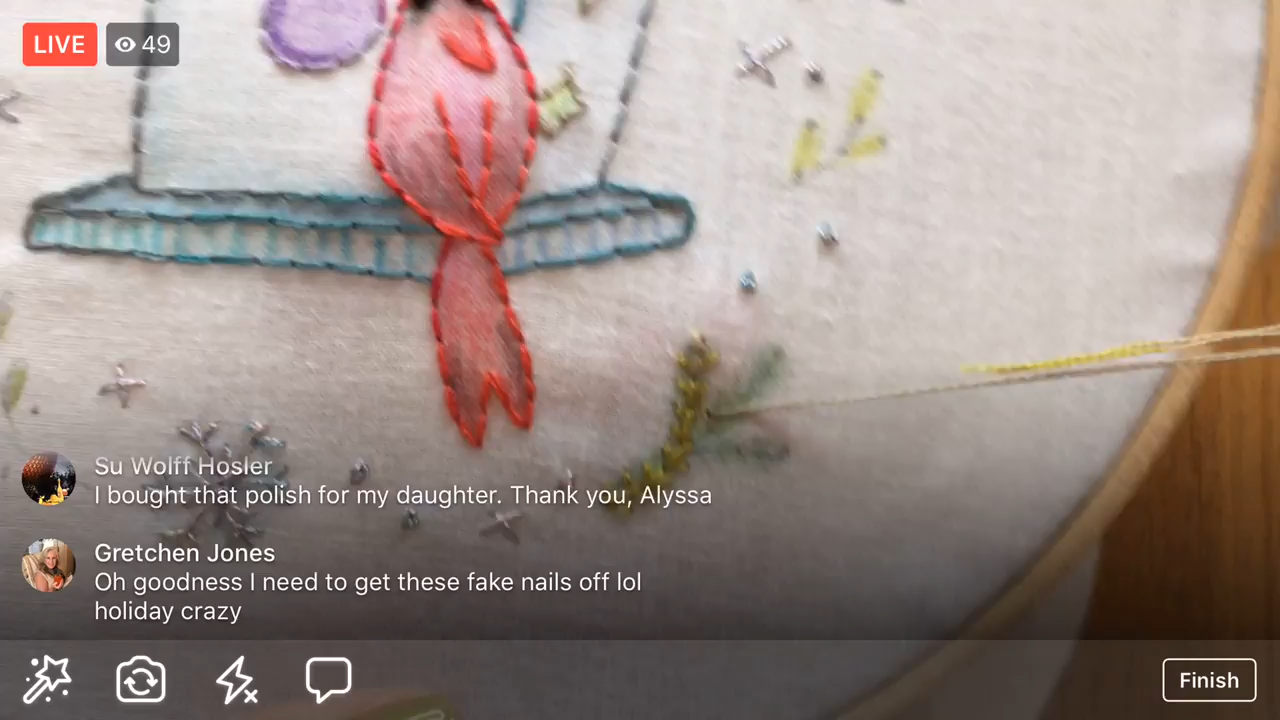 LIVE 49
Su Wolff Hosler
I bought that polish for my daughter. Thank you, Alyssa
Gretchen Jones
Oh goodness I need to get these fake nails off lol
holiday crazy
Finish